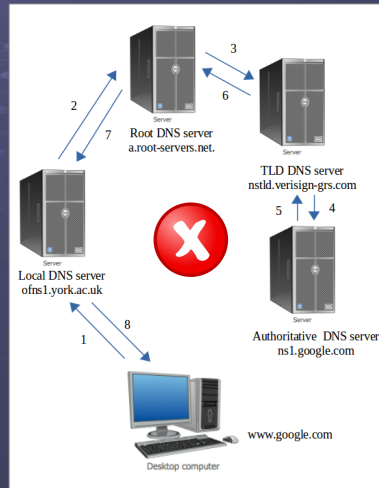 3
2
6
7
Server
Root DNS server
a.root-servers.net.
Server
TLD DNS server
nstld.verisign-grs.com
5
4
Server
Local DNS server
ofns1.york.ac.uk
X
Server
Authoritative DNS server
ns1.google.com
8
1
www.google.com
Desktop computer